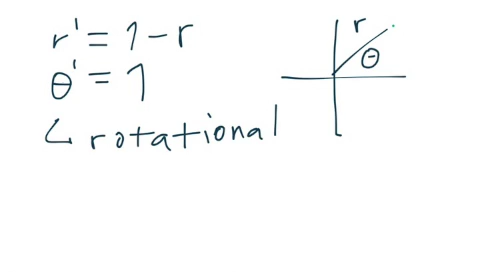 r' = 1 - r
θ' = 1
↳ rotational
r
θ